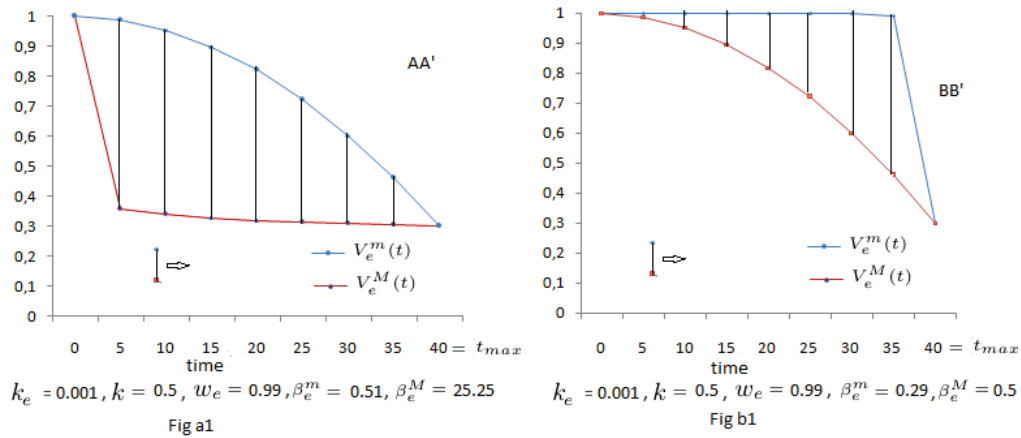 1
0,9
0,8
0,7
0,6
0,5
0,4
0,3
0,2
0,1
0
AA'
V_e^m(t)
V_e^M(t)
0 5 10 15 20 25 30 35 40 = t_{max}
time
k_e = 0.001 , k = 0.5 , w_e = 0.99 , β_e^m = 0.51, β_e^M = 25.25
Fig a1
1
0,9
0,8
0,7
0,6
0,5
0,4
0,3
0,2
0,1
0
BB'
V_e^m(t)
V_e^M(t)
0 5 10 15 20 25 30 35 40 = t_{max}
time
k_e = 0.001 , k = 0.5 , w_e = 0.99 , β_e^m = 0.29, β_e^M = 0.5
Fig b1